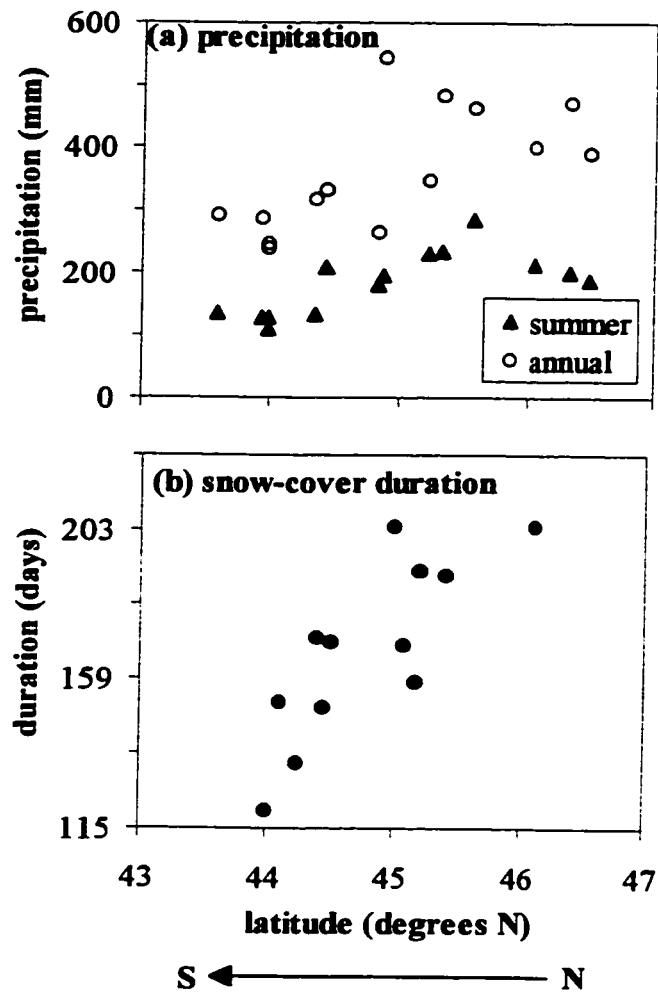 600
(a) precipitation
400
200
0
precipitation (mm)
summer
annual
(b) snow-cover duration
203
159
115
duration (days)
43 44 45 46 47
latitude (degrees N)
S N